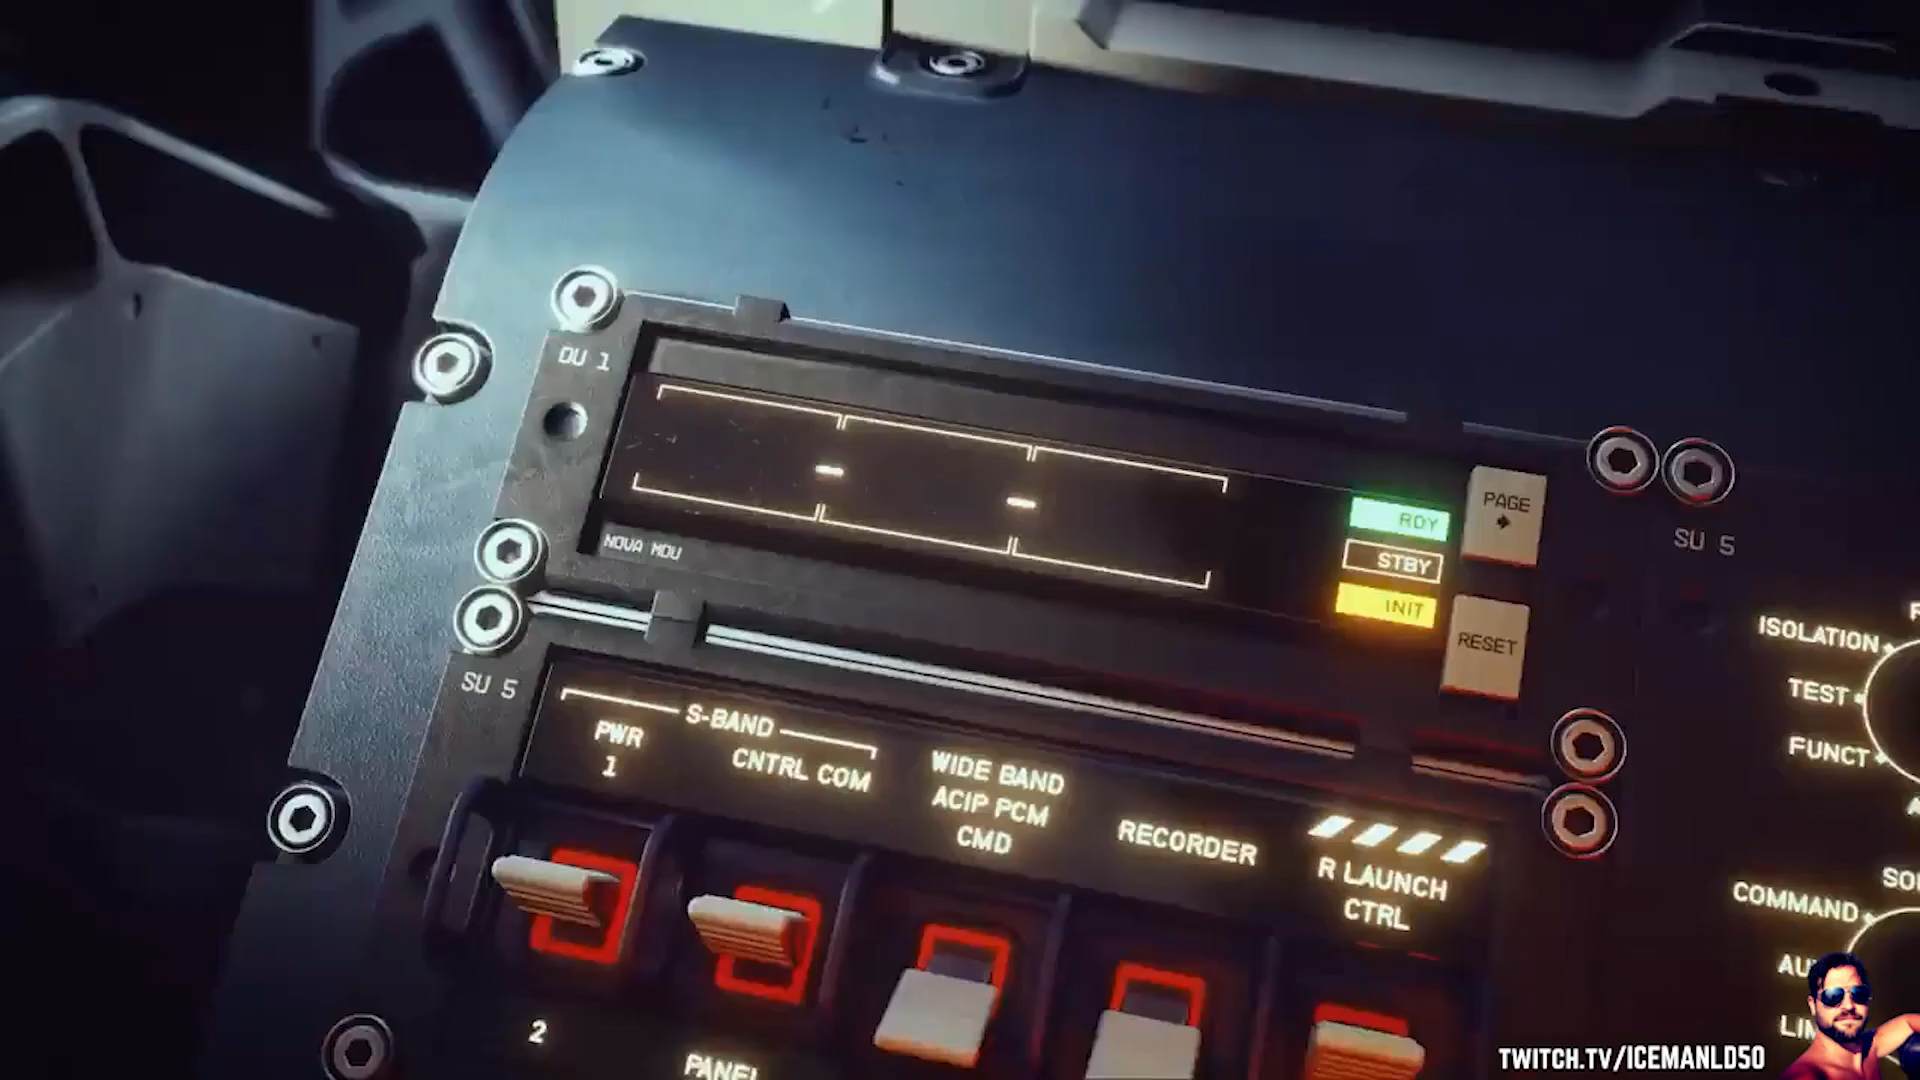 DU 1
NOVA MDU
RDY
STBY
INIT
PAGE
RESET
SU 5
SU 5
S-BAND
PWR
1
CNTRL COM
WIDE BAND
ACIP PCM
CMD
RECORDER
R LAUNCH
CTRL
2
PANEL
ISOLATION
TEST
FUNCT
COMMAND
TWITCH.TV/ICEMANLD50